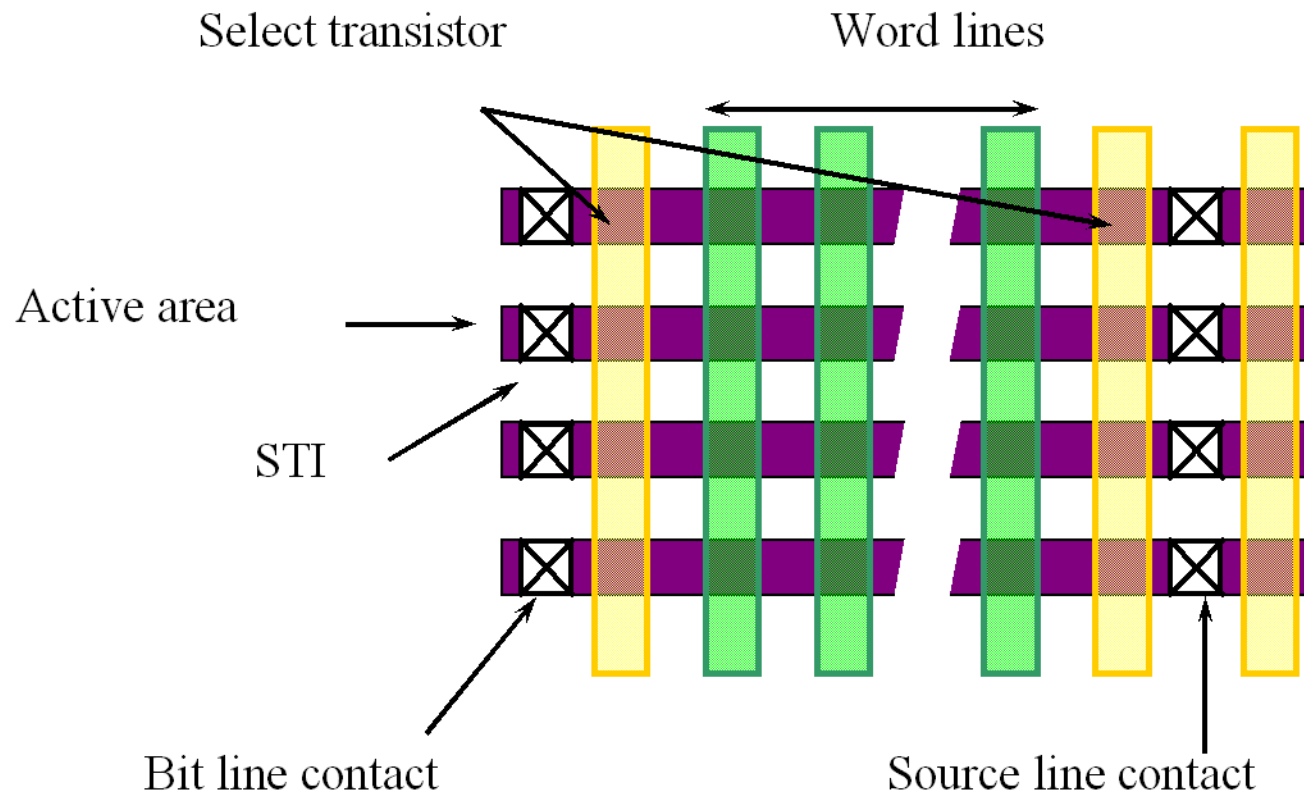 Select transistor
Word lines
Active area
STI
Bit line contact
Source line contact